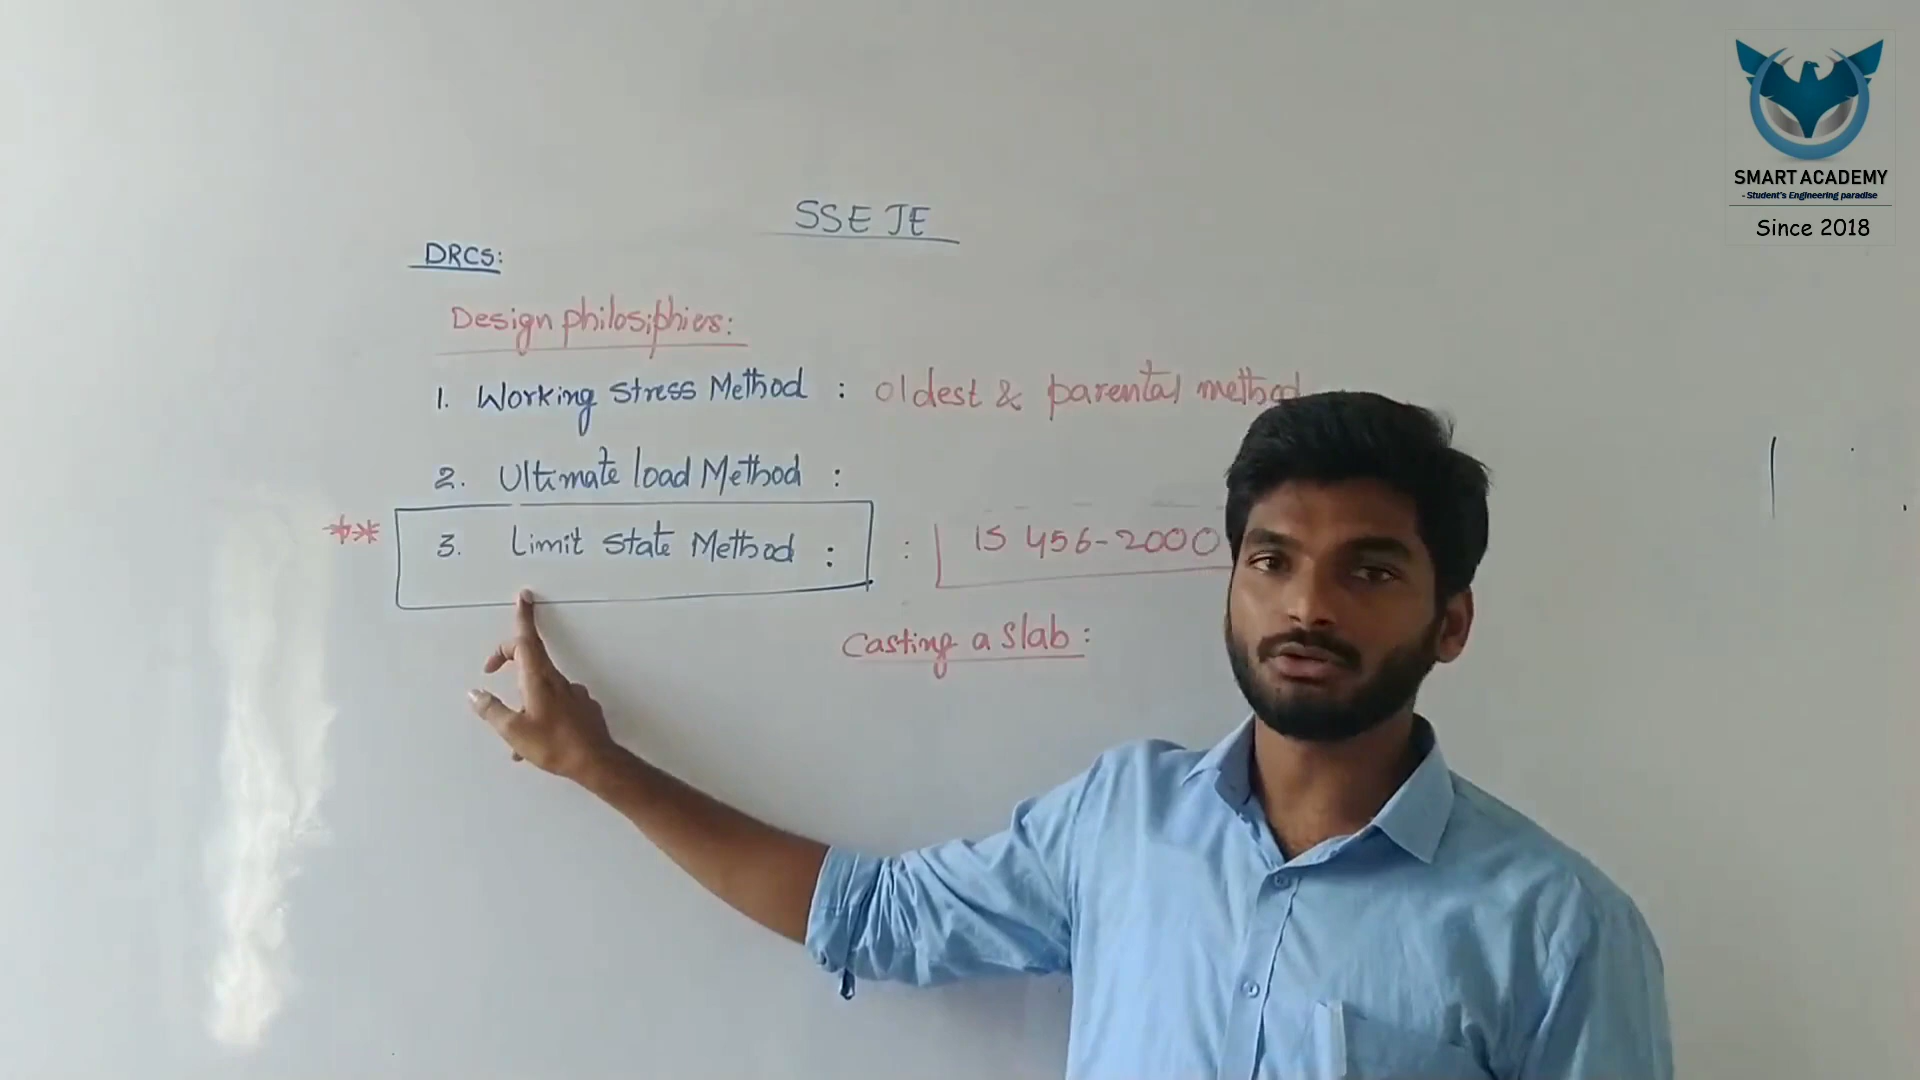 SMART ACADEMY
- Student's Engineering paradise
Since 2018
SSE JE
DRCS:
Design philosiphies:
1. Working Stress Method : oldest & parental method
2. Ultimate load Method :
** 3. Limit State Method : : IS 456-2000
Casting a Slab :